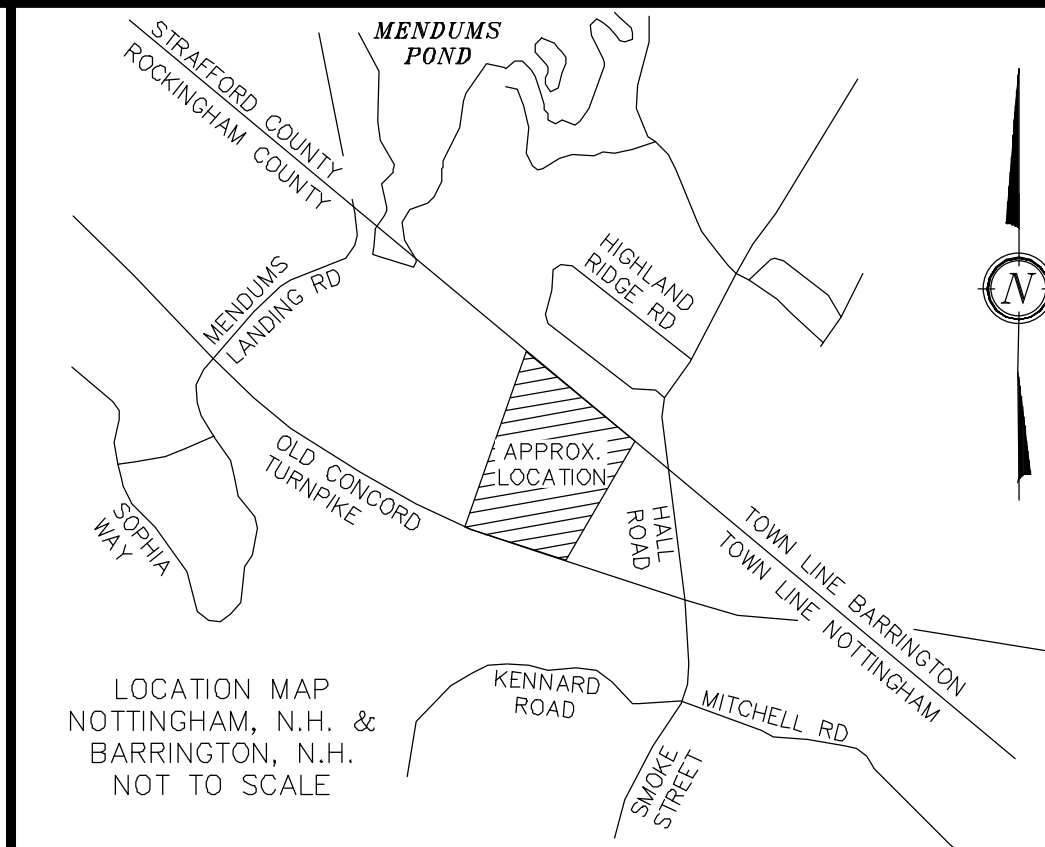 MENDUMS
POND
STRAFFORD COUNTY
ROCKINGHAM COUNTY
HIGHLAND
RIDGE RD
MENDUMS
LANDING RD
N
OLD CONCORD
TURNPIKE
APPROX.
LOCATION
SOPHIA
WAY
HALL
ROAD
TOWN LINE BARRINGTON
TOWN LINE NOTTINGHAM
KENNARD
ROAD
MITCHELL RD
SMOKE
STREET
LOCATION MAP
NOTTINGHAM, N.H. &
BARRINGTON, N.H.
NOT TO SCALE